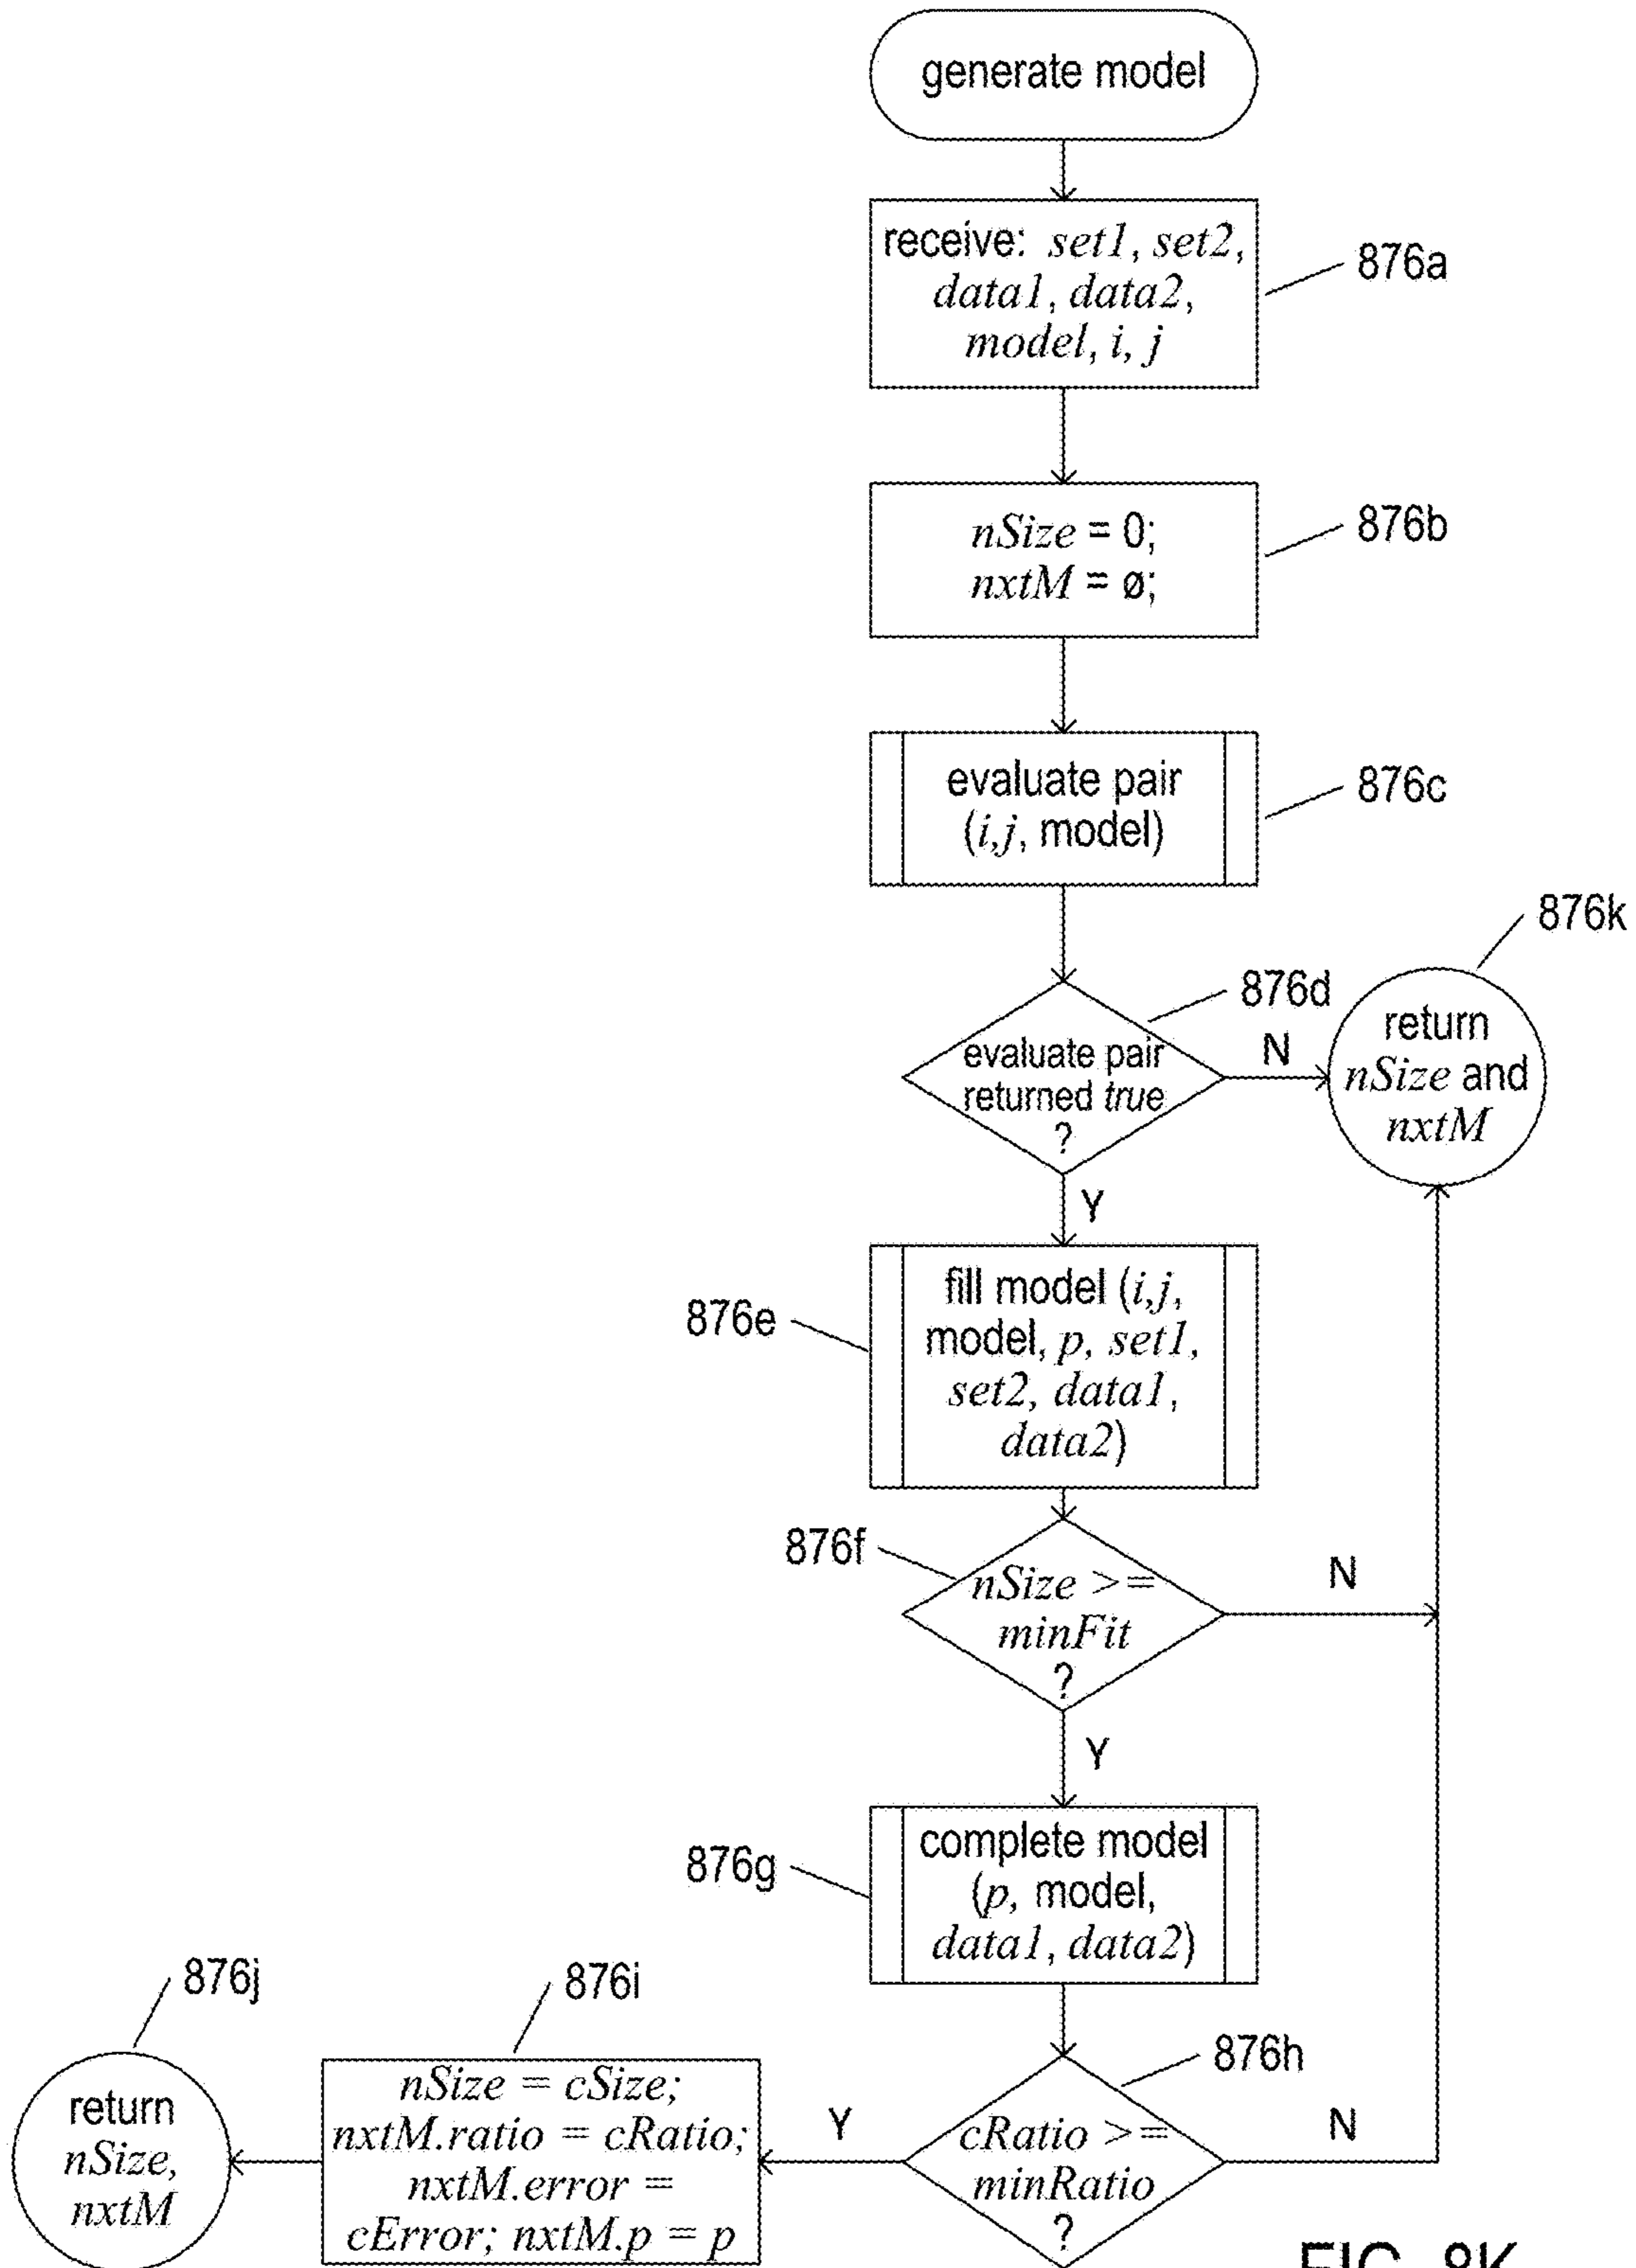 generate model
receive: set1, set2,
data1, data2,
model, i, j
876a
nSize = 0;
nxtM = ø;
876b
evaluate pair
(i,j, model)
876c
876k
876d
evaluate pair
returned true
?
N
return
nSize and
nxtM
Y
876e
fill model (i,j,
model, p, set1,
set2, data1,
data2)
876f
nSize >=
minFit
?
N
Y
876g
complete model
(p, model,
data1, data2)
876j
876i
876h
return
nSize,
nxtM
nSize = cSize;
nxtM.ratio = cRatio;
nxtM.error =
cError; nxtM.p = p
Y
cRatio >=
minRatio
?
N
FIG. 8K